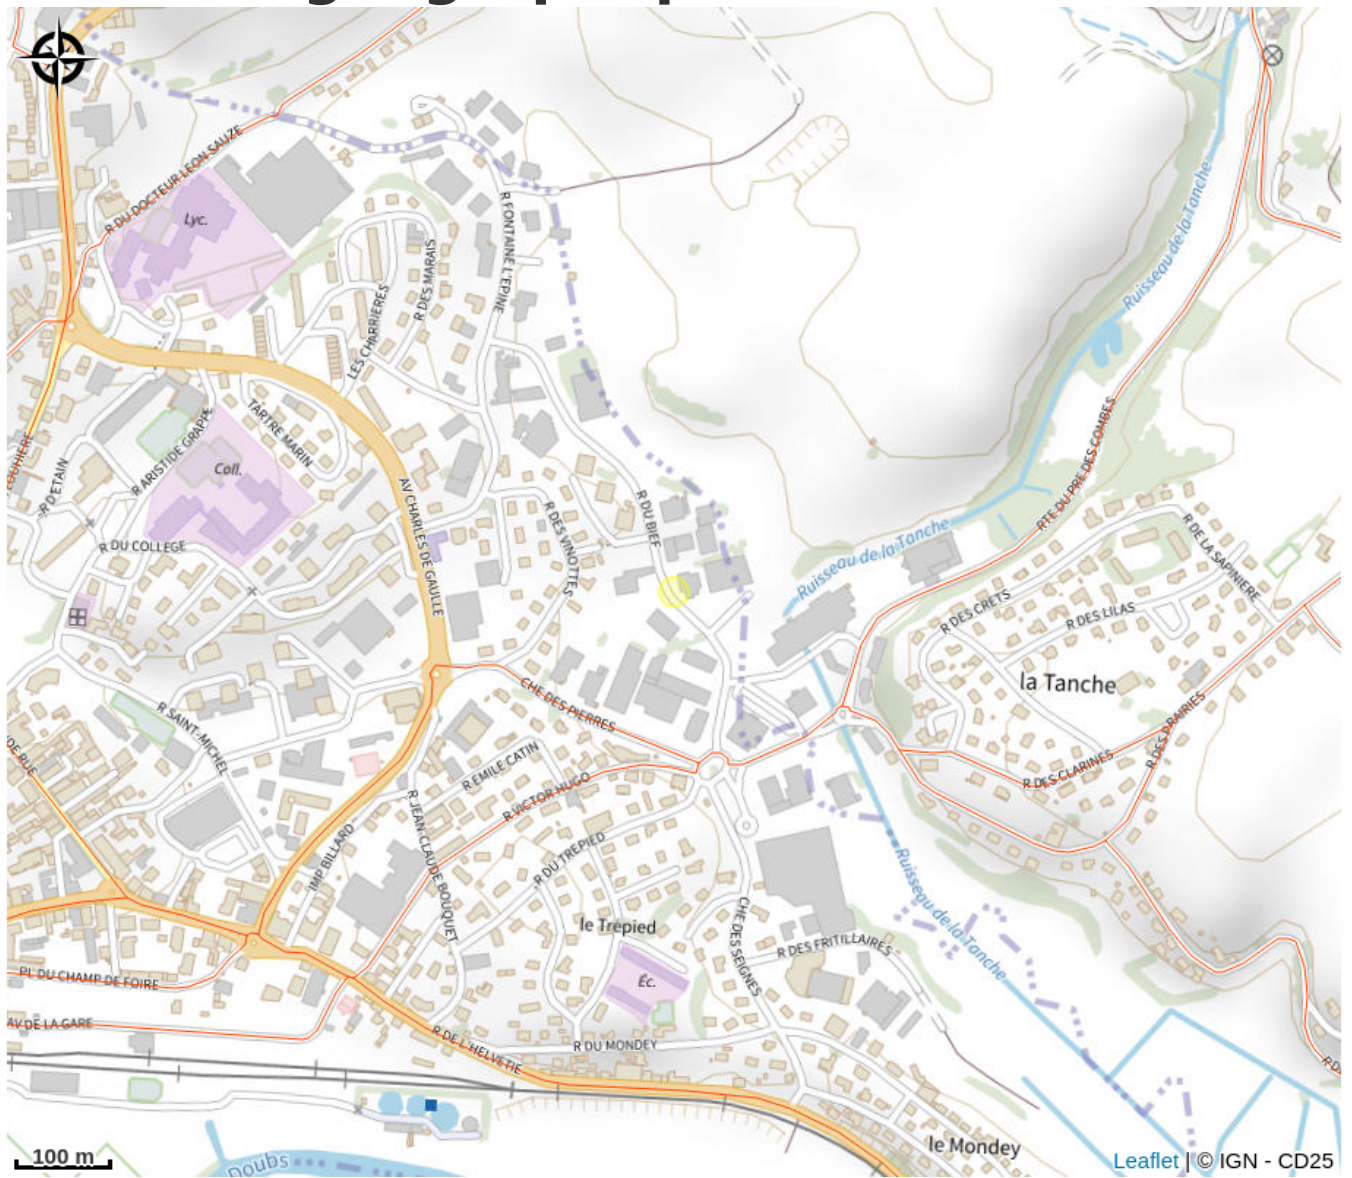 R DU DOCTEUR LEON SAUZE
Lyc.
R FONTAINE L'EPINE
R DES MARAIS
LES CHARRIERES
Ruisseau de la Tanche
TARTRE MARIN
R ARISTIDE GRAPPE
Coll.
R D'ETAIN
R DU COLLEGE
AV CHARLES DE GAULLE
R DES VINOTTES
R DU BIEF
RTE DU PRE DES COMBES
Ruisseau de la Tanche
R DE LA SAPINIERE
R DES CRETS
R DES LILAS
la Tanche
R DES PRAIRIES
R DES CLARINES
CHE DES PIERRES
R SAINT-MICHEL
R EMILE CATIN
R VICTOR HUGO
R JEAN-CLAUDE BOUQUET
IMP BILLARD
R DU TREPIED
le Trépied
Éc.
CHE DES SEIGNES
R DES FRITILLAIRES
Ruisseau de la Tanche
PL DU CHAMP DE FOIRE
AV DE LA GARE
R DE L'HELVETIE
R DU MONDEY
le Mondey
Doubs
100 m
Leaflet | © IGN - CD25